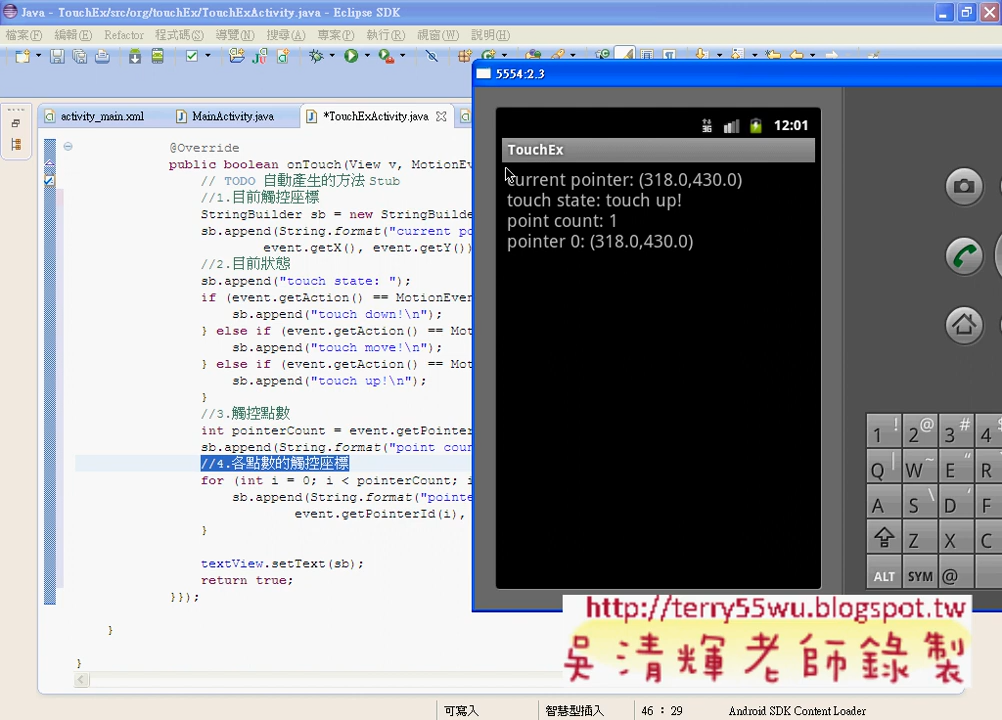 Java - TouchEx/src/org/touchEx/TouchExActivity.java - Eclipse SDK
檔案(F) 編輯(E) Refactor 程式碼(S) 導覽(N) 搜尋(A) 專案(P) 執行(R) 視窗(W) 說明(H)
5554:2.3
activity_main.xml MainActivity.java *TouchExActivity.java
@Override
public boolean onTouch(View v, MotionEv
// TODO 自動產生的方法 Stub
//1.目前觸控座標
StringBuilder sb = new StringBuilde
sb.append(String.format("current po
event.getX(), event.getY())
//2.目前狀態
sb.append("touch state: ");
if (event.getAction() == MotionEven
sb.append("touch down!\n");
} else if (event.getAction() == Mot
sb.append("touch move!\n");
} else if (event.getAction() == Mot
sb.append("touch up!\n");
}
//3.觸控點數
int pointerCount = event.getPointer
sb.append(String.format("point coun
//4.各點數的觸控座標
for (int i = 0; i < pointerCount; i
sb.append(String.format("pointe
event.getPointerId(i),
}
textView.setText(sb);
return true;
}});
}
}
12:01
TouchEx
current pointer: (318.0,430.0)
touch state: touch up!
point count: 1
pointer 0: (318.0,430.0)
1 ! 2 @ 3 # 4 $
Q W ~ E " R
A S \ D ' F
Z X C
ALT SYM @
http://terry55wu.blogspot.tw
吳清輝老師錄製
可寫入 智慧型插入 46 : 29 Android SDK Content Loader